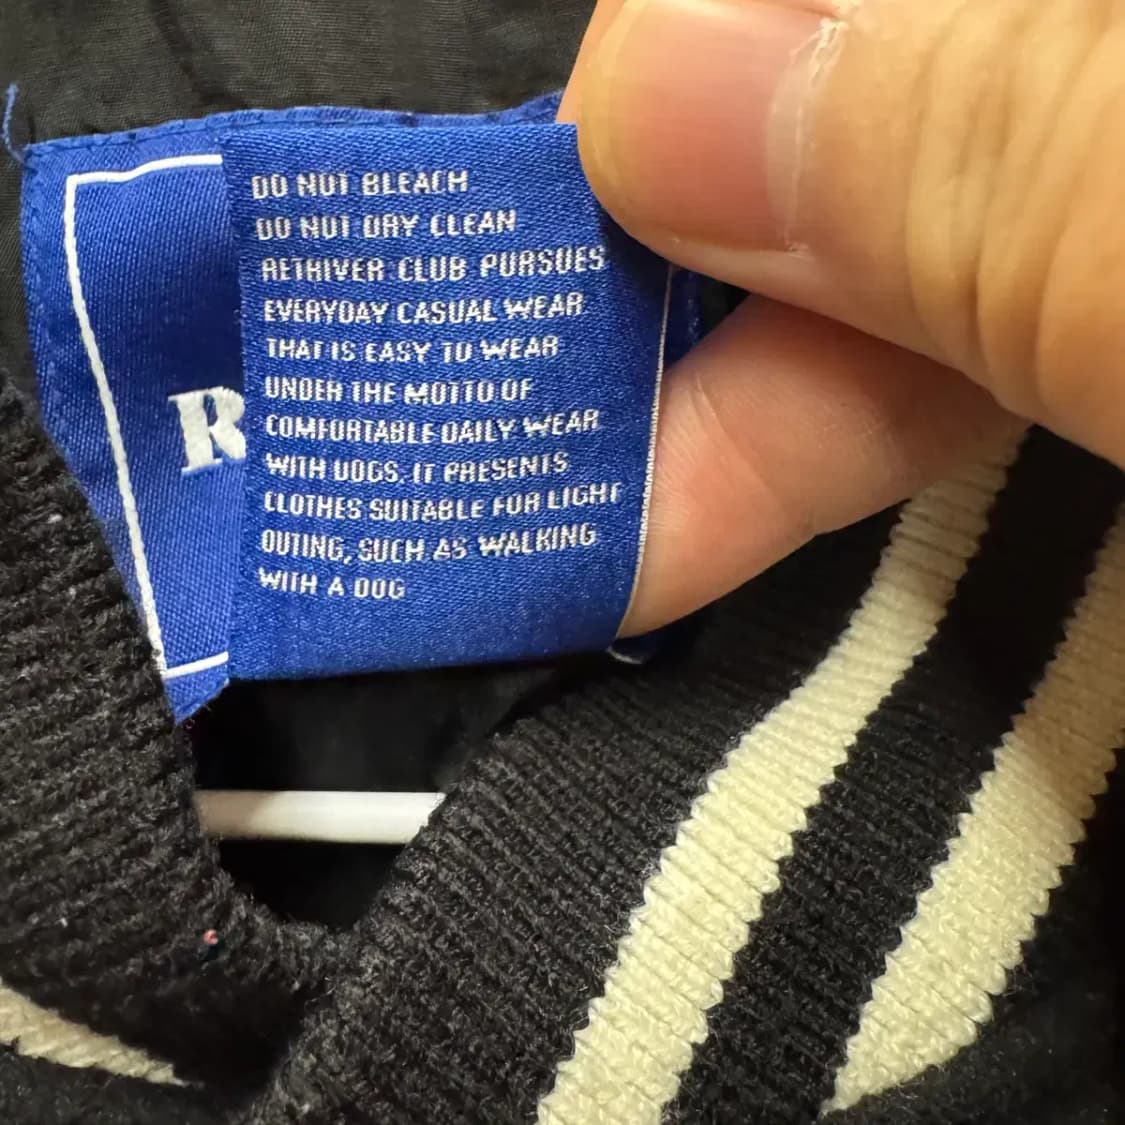 DO NOT BLEACH
DO NOT DRY CLEAN
RETRIVER CLUB PURSUES
EVERYDAY CASUAL WEAR
THAT IS EASY TO WEAR
UNDER THE MOTTO OF
COMFORTABLE DAILY WEAR
WITH DOGS, IT PRESENTS
CLOTHES SUITABLE FOR LIGHT
OUTING, SUCH AS WALKING
WITH A DOG
R